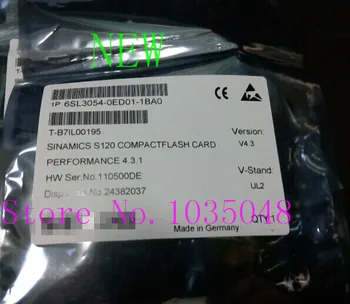 NEW
1P 6SL3054-0ED01-1BA0
T-B7IL00195
Version:
SINAMICS S120 COMPACTFLASH CARD
V4.3
PERFORMANCE 4.3.1
HW Ser.No.110500DE
V-Stand:
UL2
No.24382037
Store No. 1035048
QTY 1
Made in Germany